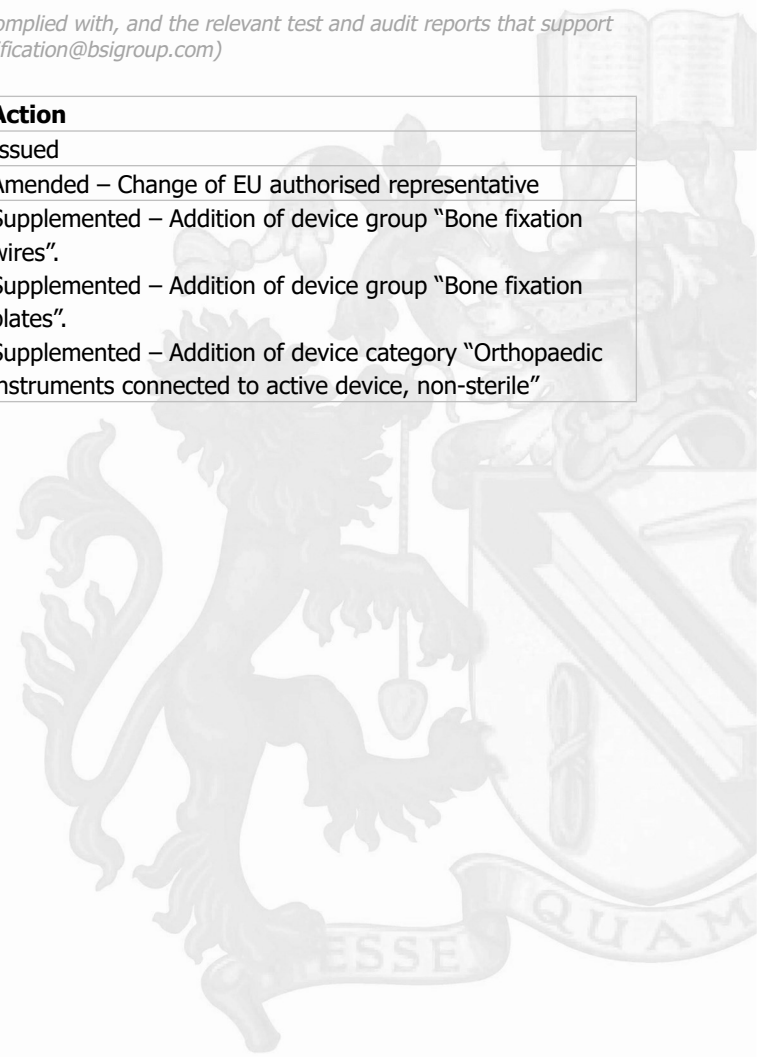 omplied with, and the relevant test and audit reports that support
fication@bsigroup.com)
Action
Issued
Amended – Change of EU authorised representative
Supplemented – Addition of device group “Bone fixation
wires”.
Supplemented – Addition of device group “Bone fixation
plates”.
Supplemented – Addition of device category “Orthopaedic
instruments connected to active device, non-sterile”
ESSE
QUAM